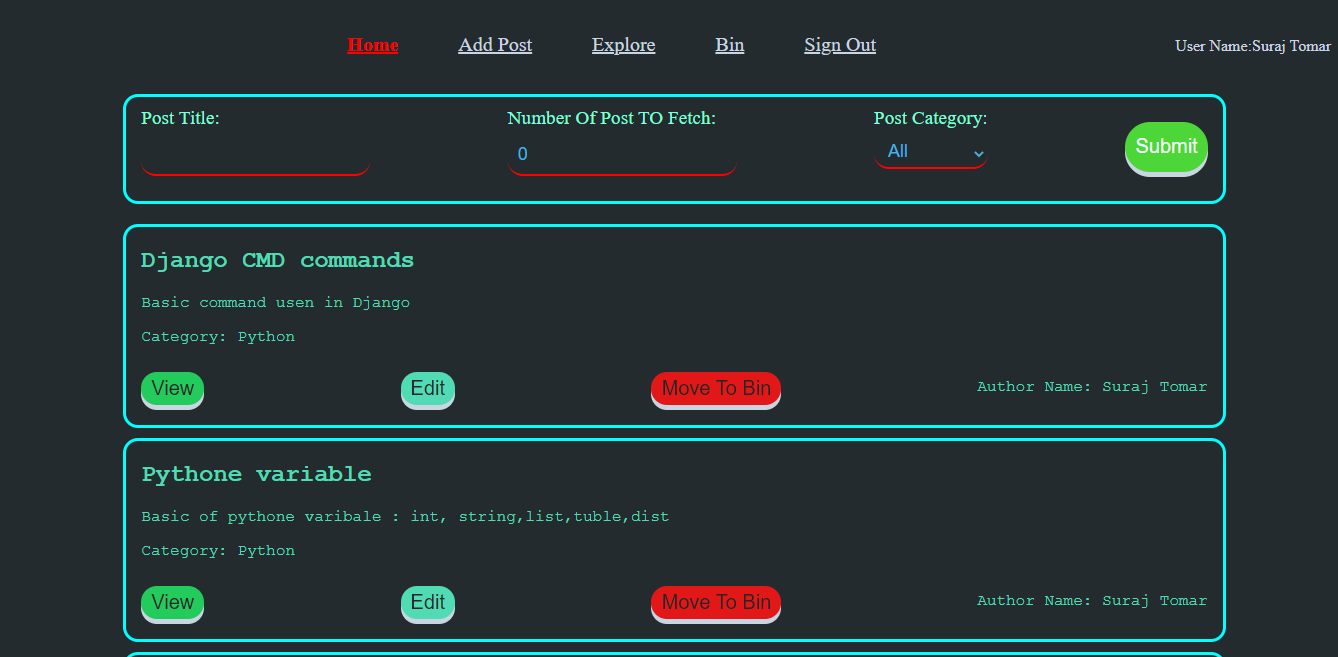 Home Add Post Explore Bin Sign Out User Name:Suraj Tomar
Post Title: Number Of Post TO Fetch: Post Category:
0 All Submit
Django CMD commands
Basic command usen in Django
Category: Python
View Edit Move To Bin Author Name: Suraj Tomar
Pythone variable
Basic of pythone varibale : int, string,list,tuble,dist
Category: Python
View Edit Move To Bin Author Name: Suraj Tomar